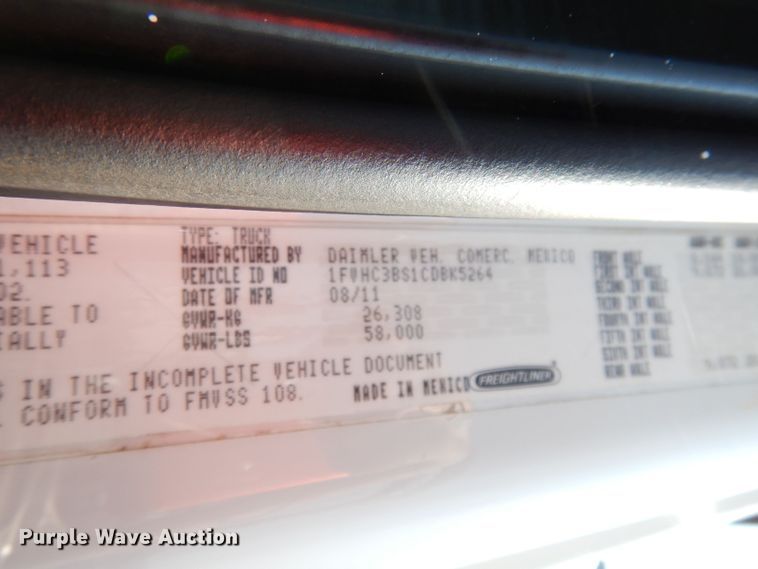 VEHICLE
1,113
02.
ABLE TO
IALLY
TYPE: TRUCK
MANUFACTURED BY DAIMLER VEH. COMERC. MEXICO
VEHICLE ID NO 1FVHC3BS1CDBK5264
DATE OF MFR 08/11
GVWR-KG 26,308
GVWR-LBS 58,000
FRONT AXLE
FIRST INT AXLE
SECOND INT AXLE
THIRD INT AXLE
FOURTH INT AXLE
FIFTH INT AXLE
SIXTH INT AXLE
REAR AXLE
IN THE INCOMPLETE VEHICLE DOCUMENT
CONFORM TO FMVSS 108.
MADE IN MEXICO
FREIGHTLINER
Purple Wave Auction